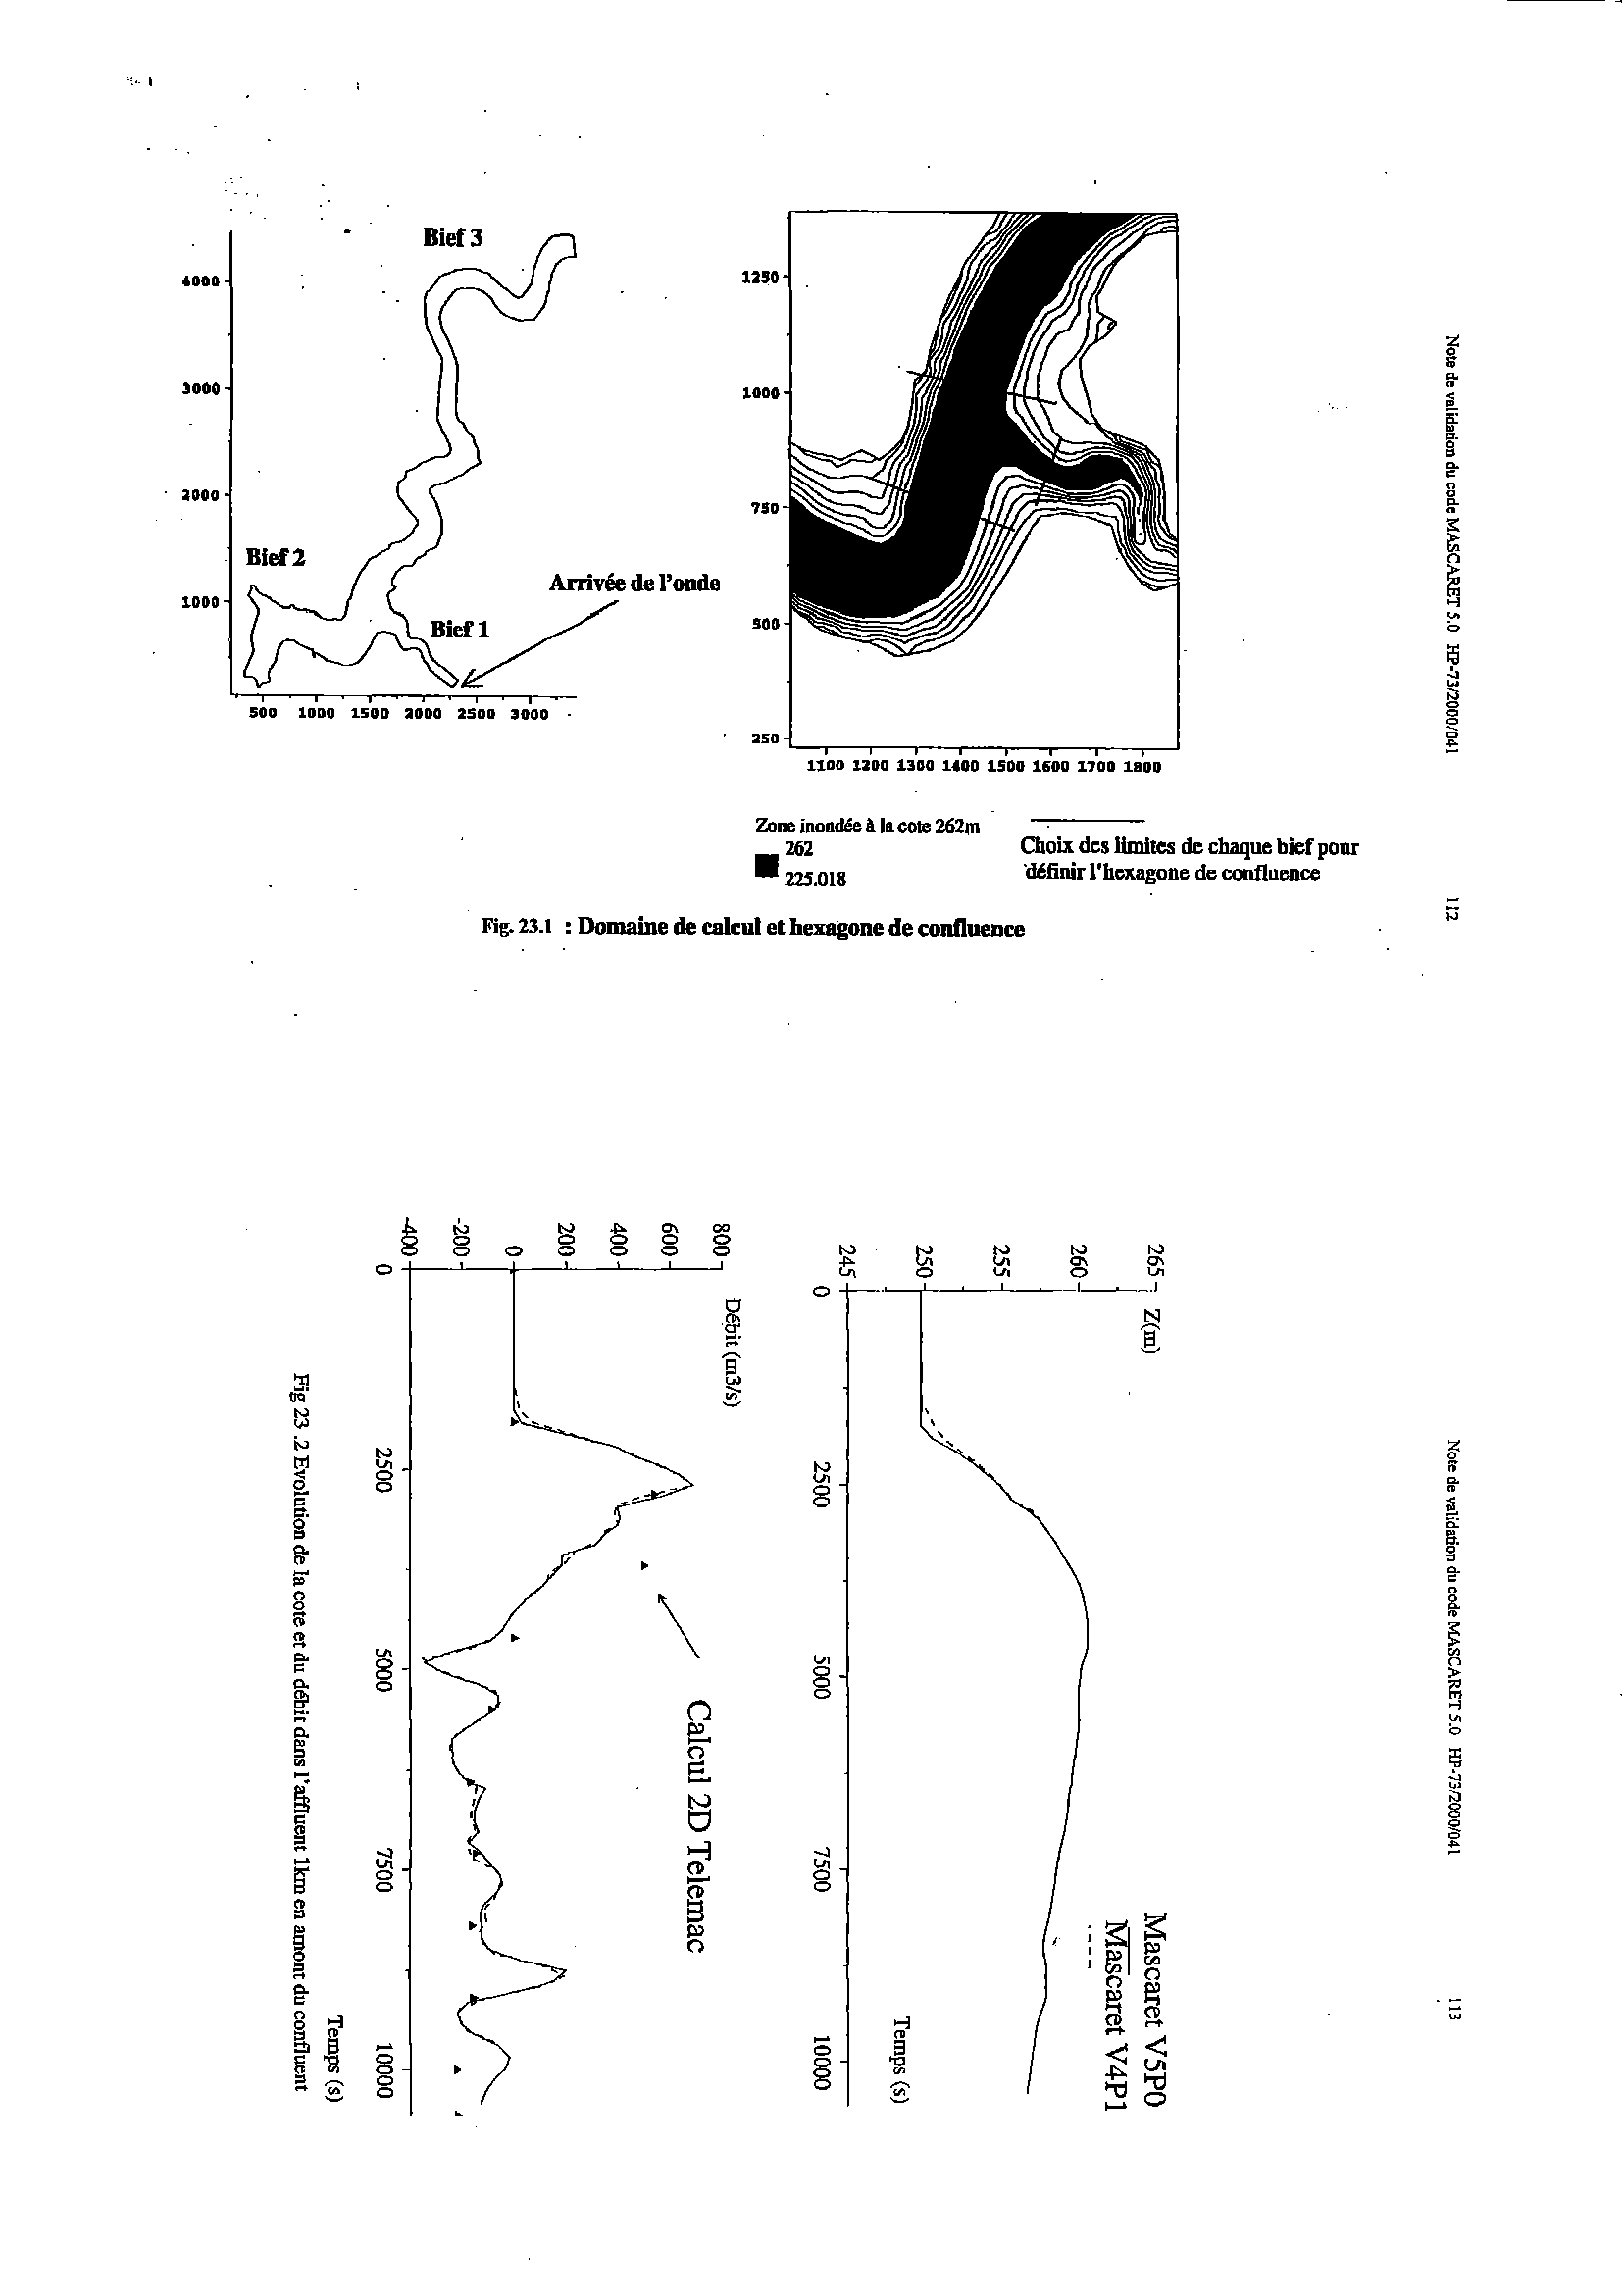 Note de validation du code MASCARET 5.0 HP-73/2000/041
112
Bief 3
4000
3000
2000
1000
Bief 2
Arrivée de l'onde
Bief 1
500 1000 1500 2000 2500 3000
1250
1000
750
500
250
1100 1200 1300 1400 1500 1600 1700 1800
Zone inondée à la cote 262m
262
225.018
Choix des limites de chaque bief pour
définir l'hexagone de confluence
Fig. 23.1 : Domaine de calcul et hexagone de confluence
Note de validation du code MASCARET 5.0 HP-73/2000/041
113
Mascaret V5P0
Mascaret V4P1
Z(m)
265
260
255
250
245
0 2500 5000 7500 10000
Temps (s)
Débit (m3/s)
800
600
400
200
0
-200
-400
Calcul 2D Telemac
0 2500 5000 7500 10000
Temps (s)
Fig 23 .2 Evolution de la cote et du débit dans l'affluent 1km en amont du confluent